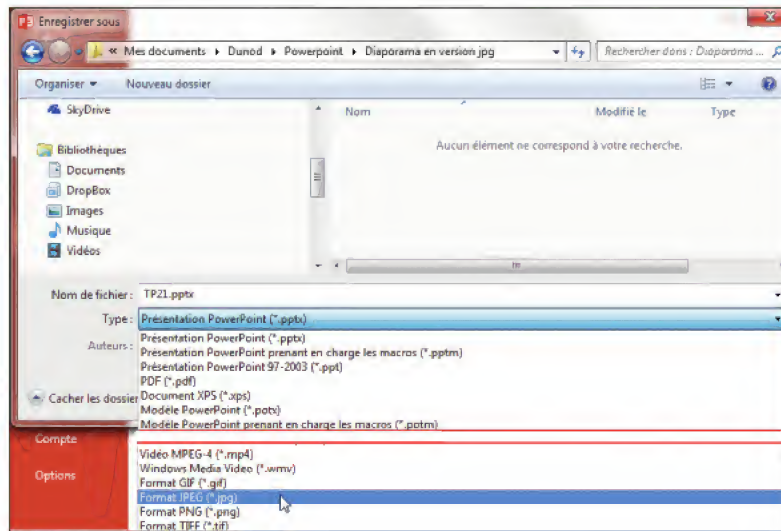 Enregistrer sous
« Mes documents ▸ Dunod ▸ Powerpoint ▸ Diaporama en version jpg
Rechercher dans : Diaporama ...
Organiser
Nouveau dossier
SkyDrive
Nom
Modifié le
Type
Aucun élément ne correspond à votre recherche.
Bibliothèques
Documents
DropBox
Images
Musique
Vidéos
Nom de fichier : TP21.pptx
Type : Présentation PowerPoint (*.pptx)
Auteurs :
Présentation PowerPoint (*.pptx)
Présentation PowerPoint prenant en charge les macros (*.pptm)
Présentation PowerPoint 97-2003 (*.ppt)
PDF (*.pdf)
Document XPS (*.xps)
Modèle PowerPoint (*.potx)
Modèle PowerPoint prenant en charge les macros (*.potm)
Cacher les dossier
Compte
Options
Vidéo MPEG-4 (*.mp4)
Windows Media Video (*.wmv)
Format GIF (*.gif)
Format JPEG (*.jpg)
Format PNG (*.png)
Format TIFF (*.tif)